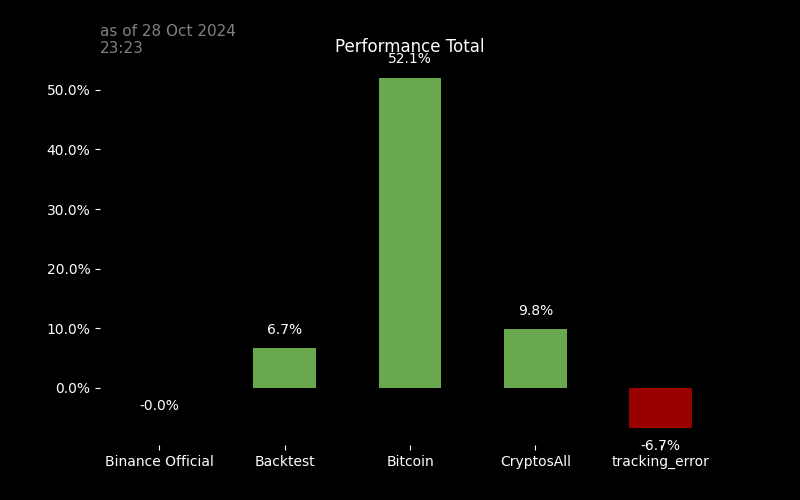 as of 28 Oct 2024
23:23
Performance Total
52.1%
50.0%
40.0%
30.0%
20.0%
10.0%
0.0%
-0.0%
6.7%
9.8%
-6.7%
Binance Official
Backtest
Bitcoin
CryptosAll
tracking_error